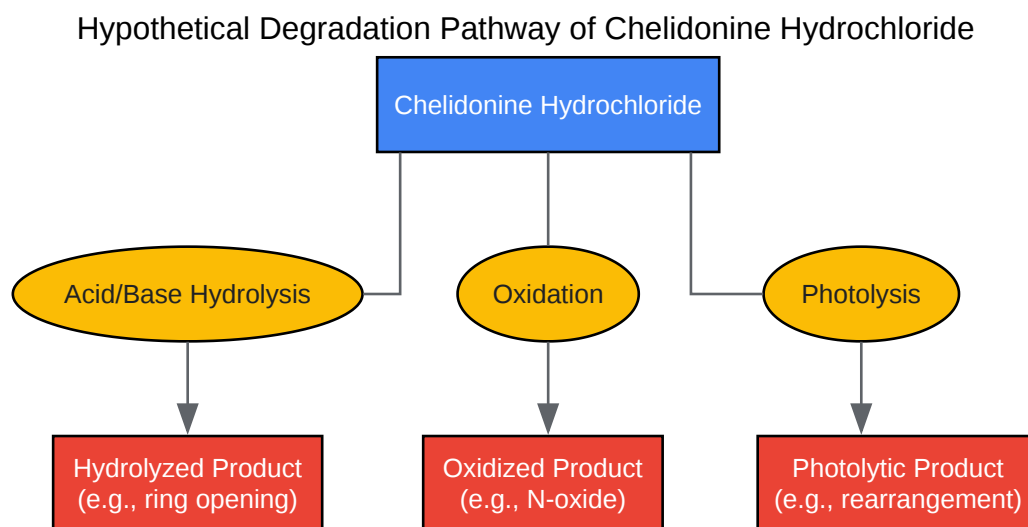 Hypothetical Degradation Pathway of Chelidonine Hydrochloride
Chelidonine Hydrochloride
Acid/Base Hydrolysis
Oxidation
Photolysis
Hydrolyzed Product
(e.g., ring opening)
Oxidized Product
(e.g., N-oxide)
Photolytic Product
(e.g., rearrangement)